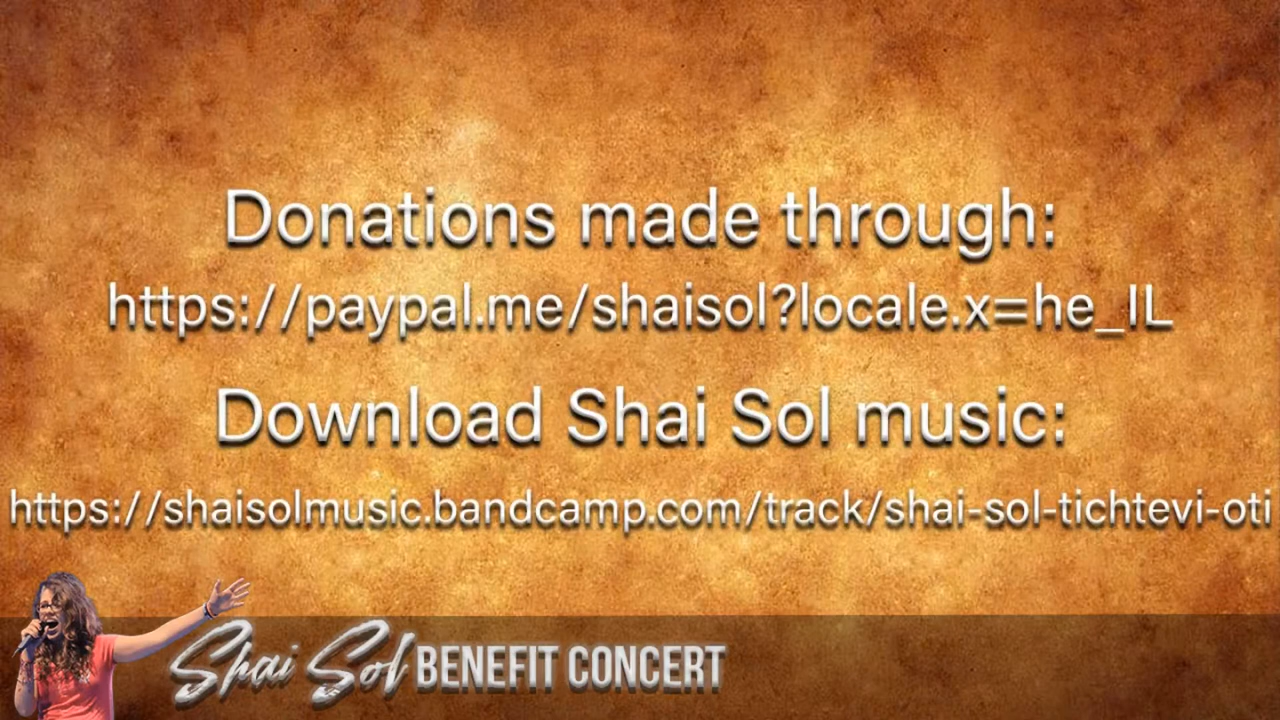 Donations made through:
https://paypal.me/shaisol?locale.x=he_IL
Download Shai Sol music:
https://shaisolmusic.bandcamp.com/track/shai-sol-tichtevi-oti
Shai Sol BENEFIT CONCERT